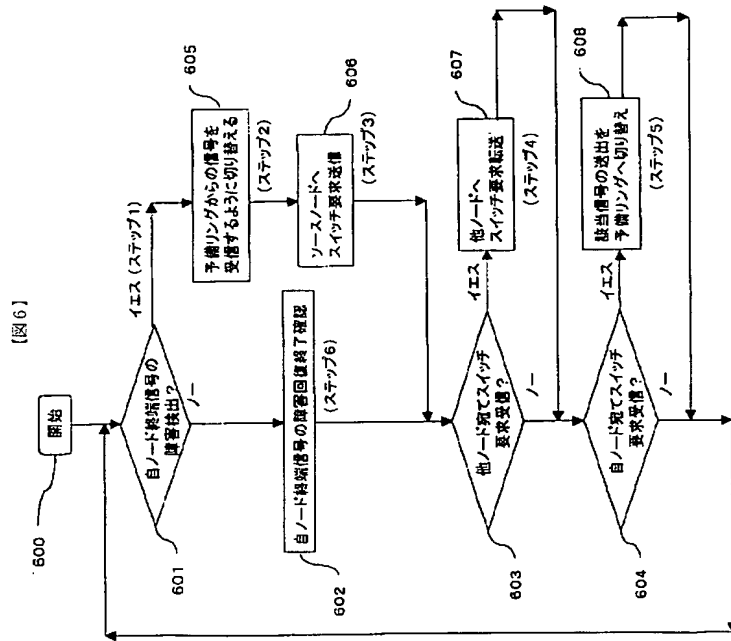 【図6】
600
開始
601
自ノード終端信号の
障害検出?
イエス(ステップ1)
ノー
605
予備リングからの信号を
受信するように切り替える
(ステップ2)
606
ソースノードへ
スイッチ要求送信
(ステップ3)
602
自ノード終端信号の障害回復終了確認
(ステップ6)
603
他ノード宛てスイッチ
要求受信?
イエス
ノー
607
他ノードへ
スイッチ要求転送
(ステップ4)
604
自ノード宛てスイッチ
要求受信?
イエス
ノー
608
該当信号の送出を
予備リングへ切り替え
(ステップ5)